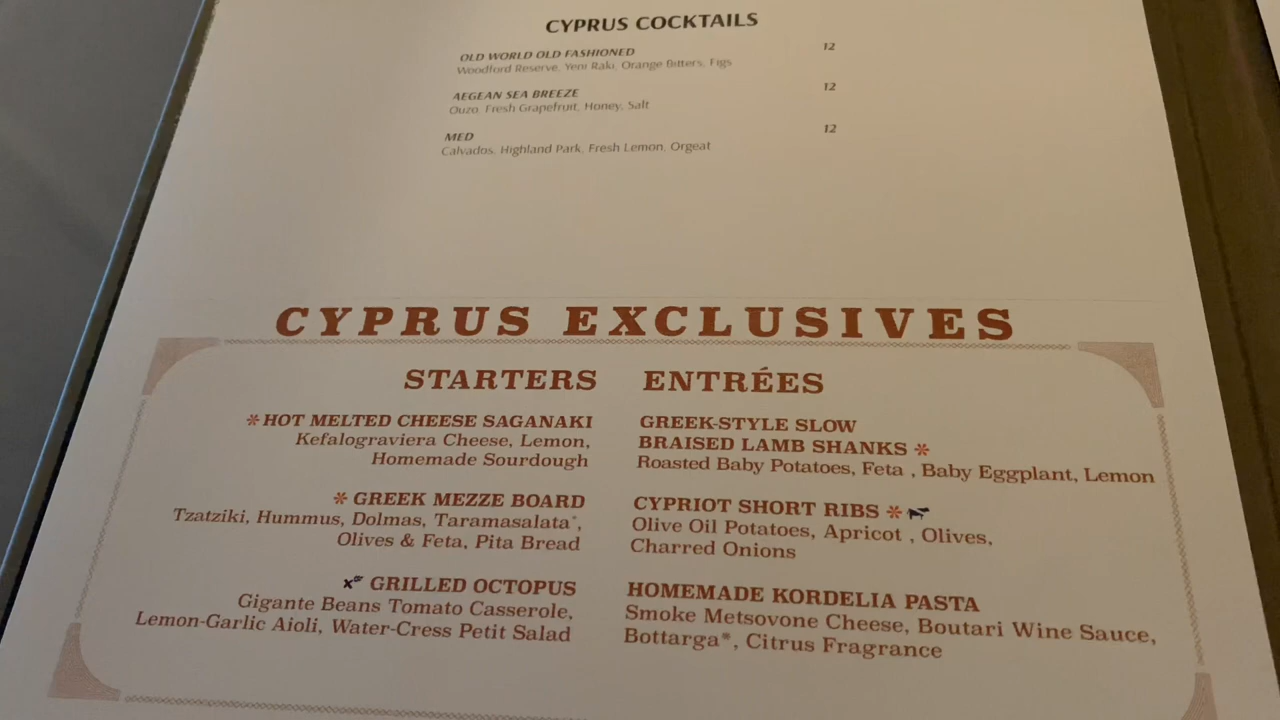 CYPRUS COCKTAILS
OLD WORLD OLD FASHIONED 12
Woodford Reserve, Yeni Raki, Orange Bitters, Figs
AEGEAN SEA BREEZE 12
Ouzo, Fresh Grapefruit, Honey, Salt
MED 12
Calvados, Highland Park, Fresh Lemon, Orgeat
CYPRUS EXCLUSIVES
STARTERS
*HOT MELTED CHEESE SAGANAKI
Kefalograviera Cheese, Lemon,
Homemade Sourdough
* GREEK MEZZE BOARD
Tzatziki, Hummus, Dolmas, Taramasalata*,
Olives & Feta, Pita Bread
GRILLED OCTOPUS
Gigante Beans Tomato Casserole,
Lemon-Garlic Aioli, Water-Cress Petit Salad
ENTRÉES
GREEK-STYLE SLOW
BRAISED LAMB SHANKS *
Roasted Baby Potatoes, Feta , Baby Eggplant, Lemon
CYPRIOT SHORT RIBS *
Olive Oil Potatoes, Apricot , Olives,
Charred Onions
HOMEMADE KORDELIA PASTA
Smoke Metsovone Cheese, Boutari Wine Sauce,
Bottarga*, Citrus Fragrance